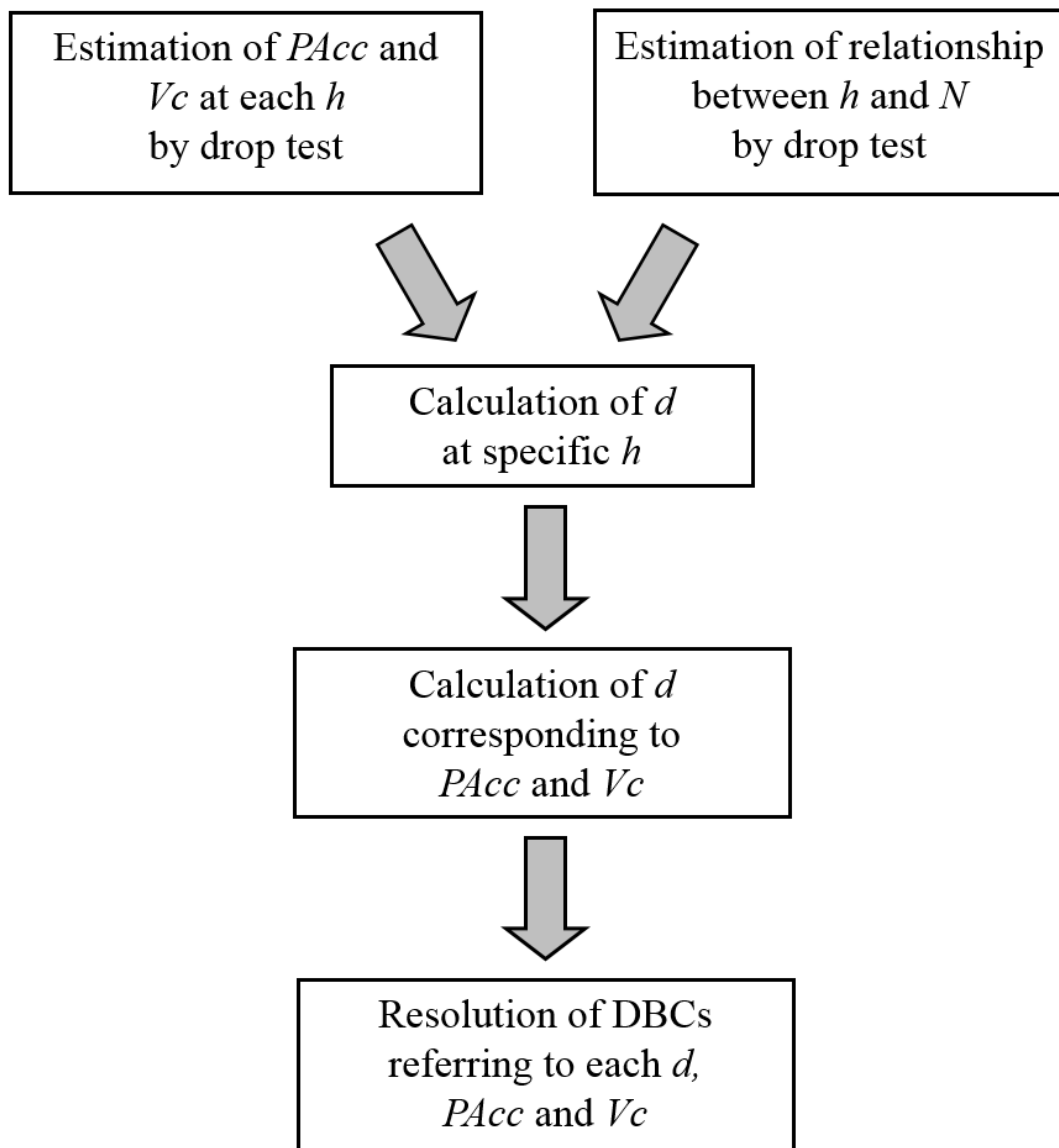 Estimation of PAcc and
Vc at each h
by drop test
Estimation of relationship
between h and N
by drop test
Calculation of d
at specific h
Calculation of d
corresponding to
PAcc and Vc
Resolution of DBCs
referring to each d,
PAcc and Vc